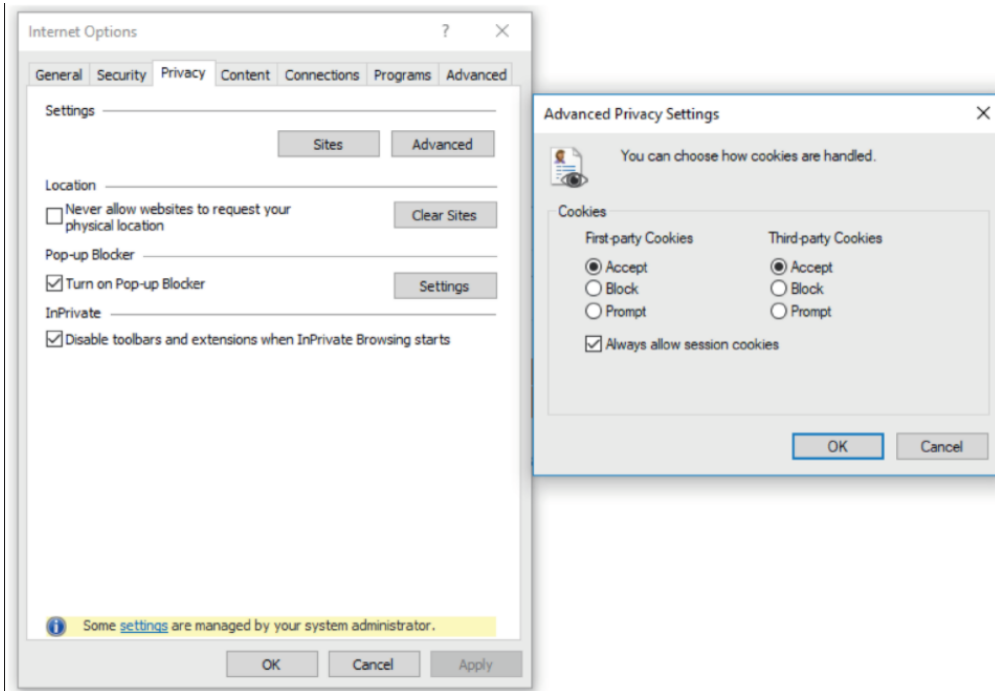 Internet Options
?
General Security Privacy Content Connections Programs Advanced
Settings
Sites Advanced
Location
Never allow websites to request your
physical location
Clear Sites
Pop-up Blocker
Turn on Pop-up Blocker
Settings
InPrivate
Disable toolbars and extensions when InPrivate Browsing starts
Some settings are managed by your system administrator.
OK Cancel Apply
Advanced Privacy Settings
You can choose how cookies are handled.
Cookies
First-party Cookies Third-party Cookies
Accept Accept
Block Block
Prompt Prompt
Always allow session cookies
OK Cancel